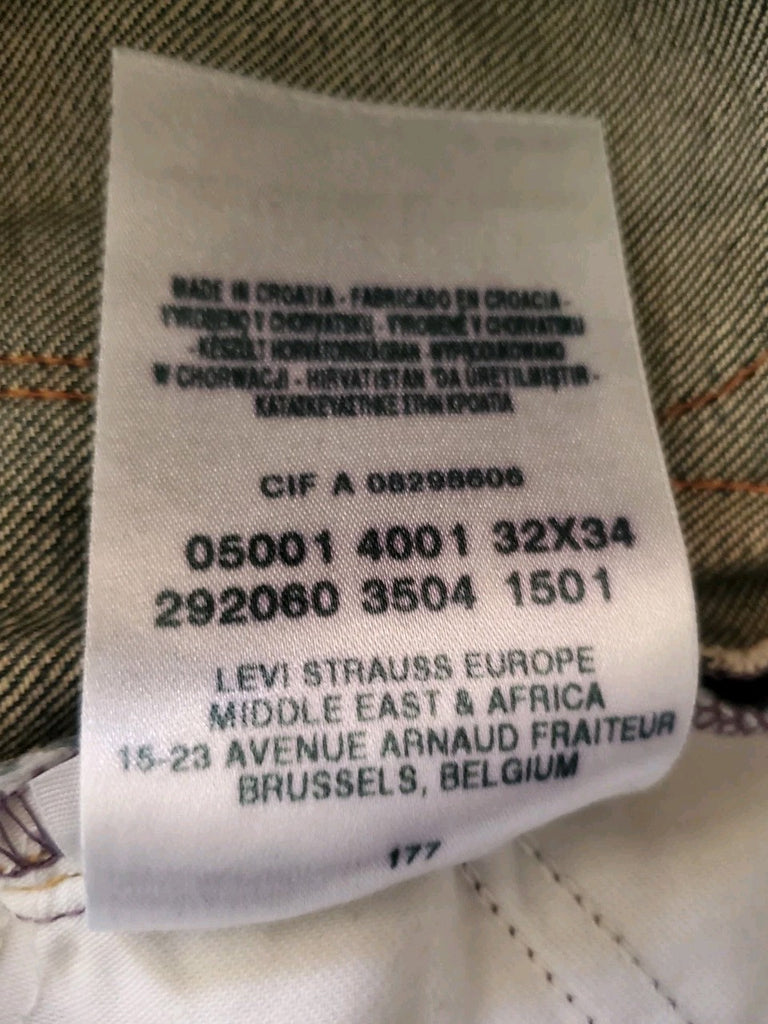 MADE IN CROATIA - FABRICADO EN CROACIA -
VYROBENO V CHORVATSKU - VYROBENÉ V CHORVATSKU
- KÉSZÜLT HORVÁTORSZÁGBAN - WYPRODUKOWANO
W CHORWACJI - HIRVATISTAN 'DA ÜRETILMIŞTIR -
ΚΑΤΑΣΚΕΥΑΣΤΗΚΕ ΣΤΗΝ ΚΡΟΑΤΙΑ
CIF A 08298606
05001 4001 32X34
292060 3504 1501
LEVI STRAUSS EUROPE
MIDDLE EAST & AFRICA
15-23 AVENUE ARNAUD FRAITEUR
BRUSSELS, BELGIUM
177